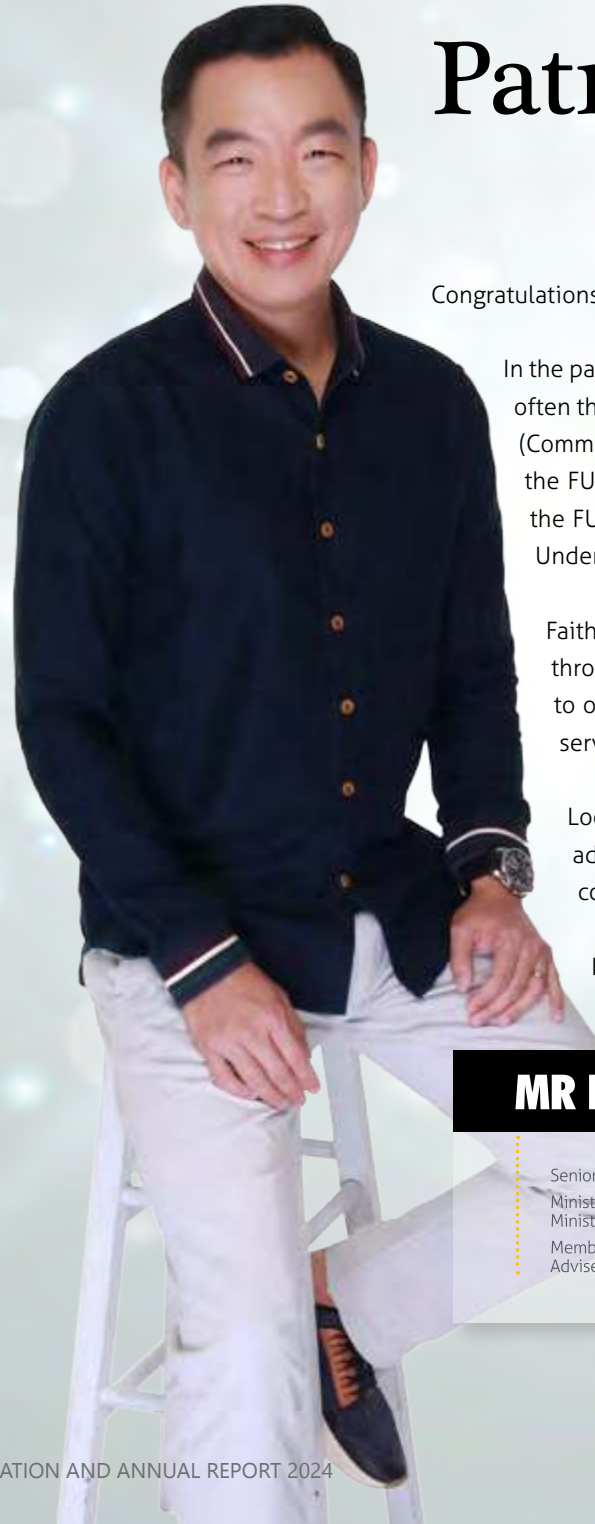 Patr
Congratulations
In the pa
often th
(Comm
the FU
the FU
Under
Faith
thro
to o
serv
Loo
ad
co
MR
Senior
Minist
Minist
Memb
Advise
ATION AND ANNUAL REPORT 2024